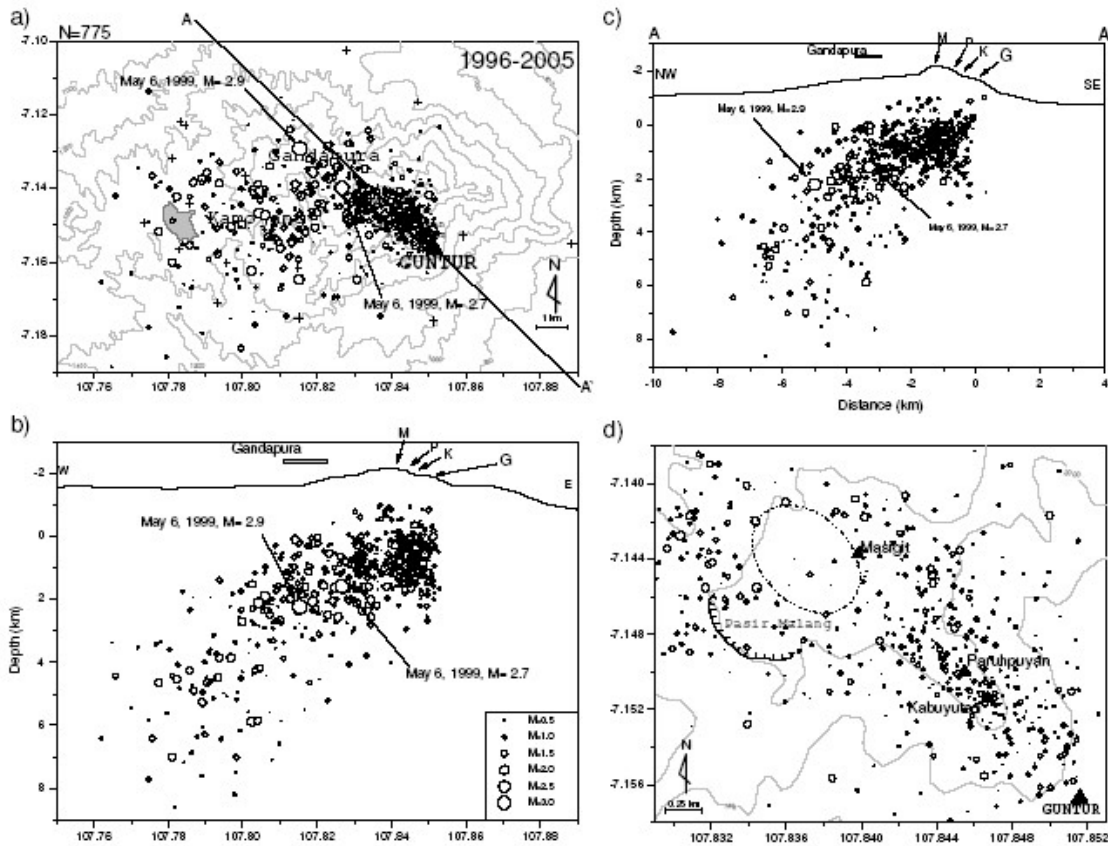 a)
N=775
A
1996-2005
-7.10
-7.12
-7.14
-7.16
-7.18
May 6, 1999, M= 2.9
Gandapura
GUNTUR
May 6, 1999, M= 2.7
N
1 km
A'
107.76 107.78 107.80 107.82 107.84 107.86 107.88
b)
Gandapura
M
P
K
G
W
E
May 6, 1999, M= 2.9
May 6, 1999, M= 2.7
Depth (km)
-2
0
2
4
6
8
M=0.5
M=1.0
M=1.5
M=2.0
M=2.5
M=3.0
107.76 107.78 107.80 107.82 107.84 107.86 107.88
c)
A
A
M
P
K
G
Gandapura
NW
SE
May 6, 1999, M= 2.9
May 6, 1999, M= 2.7
Depth (km)
-2
0
2
4
6
8
-10 -8 -6 -4 -2 0 2 4
Distance (km)
d)
-7.140
-7.144
-7.148
-7.152
-7.156
Masigit
Pasir Malang
Parupuyan
Kabuyutan
N
0.25 km
GUNTUR
107.832 107.836 107.840 107.844 107.848 107.852